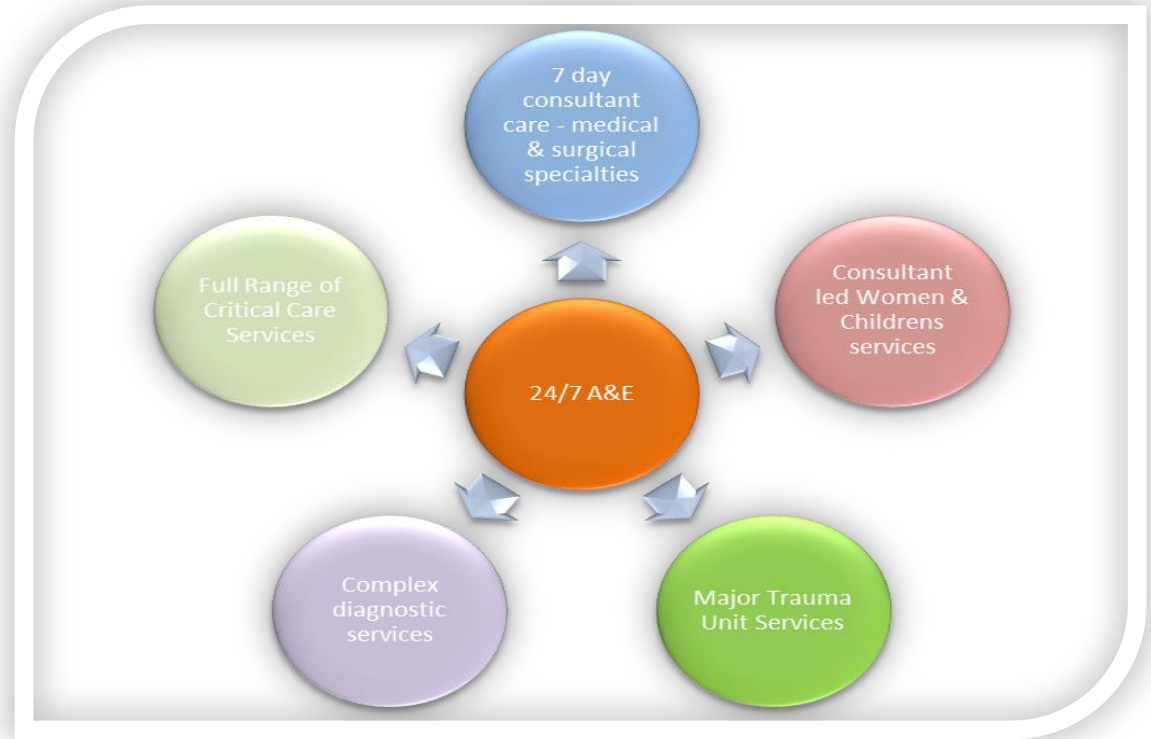 7 day
consultant
care - medical
& surgical
specialties
Full Range of
Critical Care
Services
Consultant
led Women &
Childrens
services
24/7 A&E
Complex
diagnostic
services
Major Trauma
Unit Services